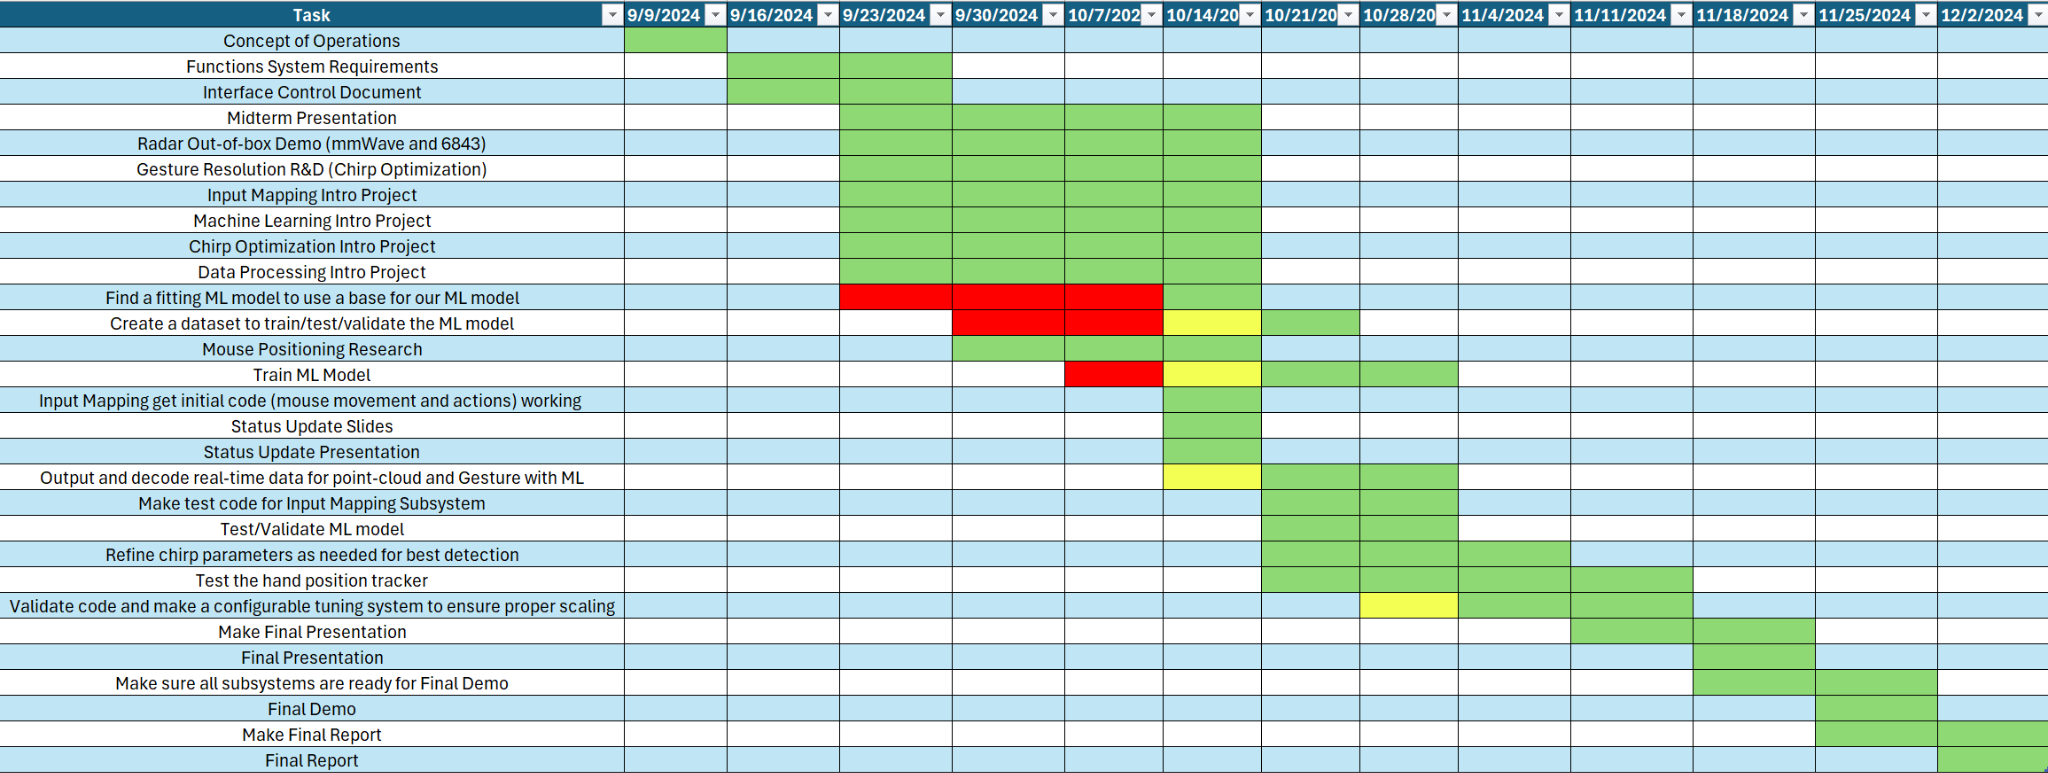 Task 9/9/2024 9/16/2024 9/23/2024 9/30/2024 10/7/202 10/14/20 10/21/20 10/28/20 11/4/2024 11/11/2024 11/18/2024 11/25/2024 12/2/2024
Concept of Operations
Functions System Requirements
Interface Control Document
Midterm Presentation
Radar Out-of-box Demo (mmWave and 6843)
Gesture Resolution R&D (Chirp Optimization)
Input Mapping Intro Project
Machine Learning Intro Project
Chirp Optimization Intro Project
Data Processing Intro Project
Find a fitting ML model to use a base for our ML model
Create a dataset to train/test/validate the ML model
Mouse Positioning Research
Train ML Model
Input Mapping get initial code (mouse movement and actions) working
Status Update Slides
Status Update Presentation
Output and decode real-time data for point-cloud and Gesture with ML
Make test code for Input Mapping Subsystem
Test/Validate ML model
Refine chirp parameters as needed for best detection
Test the hand position tracker
Validate code and make a configurable tuning system to ensure proper scaling
Make Final Presentation
Final Presentation
Make sure all subsystems are ready for Final Demo
Final Demo
Make Final Report
Final Report